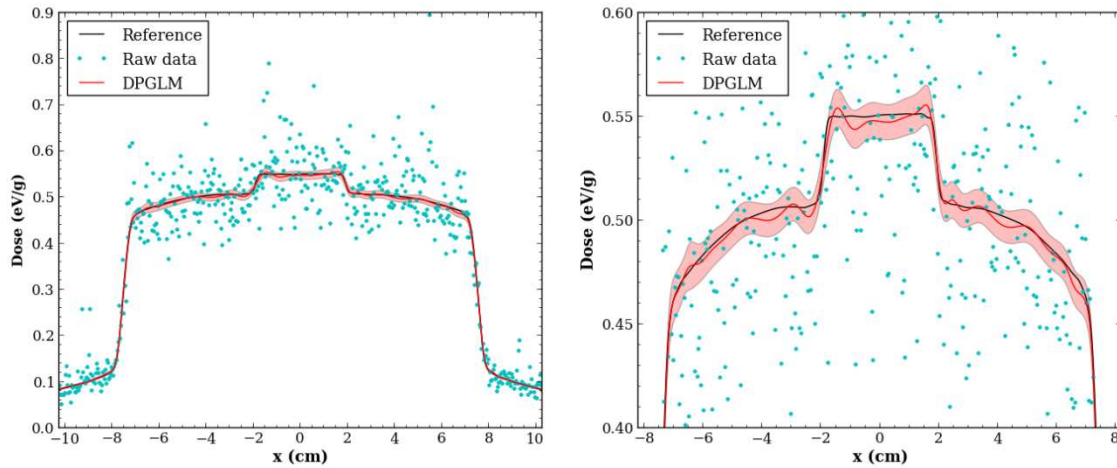 0.9
0.8
0.7
0.6
0.5
0.4
0.3
0.2
0.1
0.0
Dose (eV/g)
Reference
Raw data
DPGLM
−10 −8 −6 −4 −2 0 2 4 6 8 10
x (cm)
0.60
0.55
0.50
0.45
0.40
Dose (eV/g)
Reference
Raw data
DPGLM
−8 −6 −4 −2 0 2 4 6 8
x (cm)